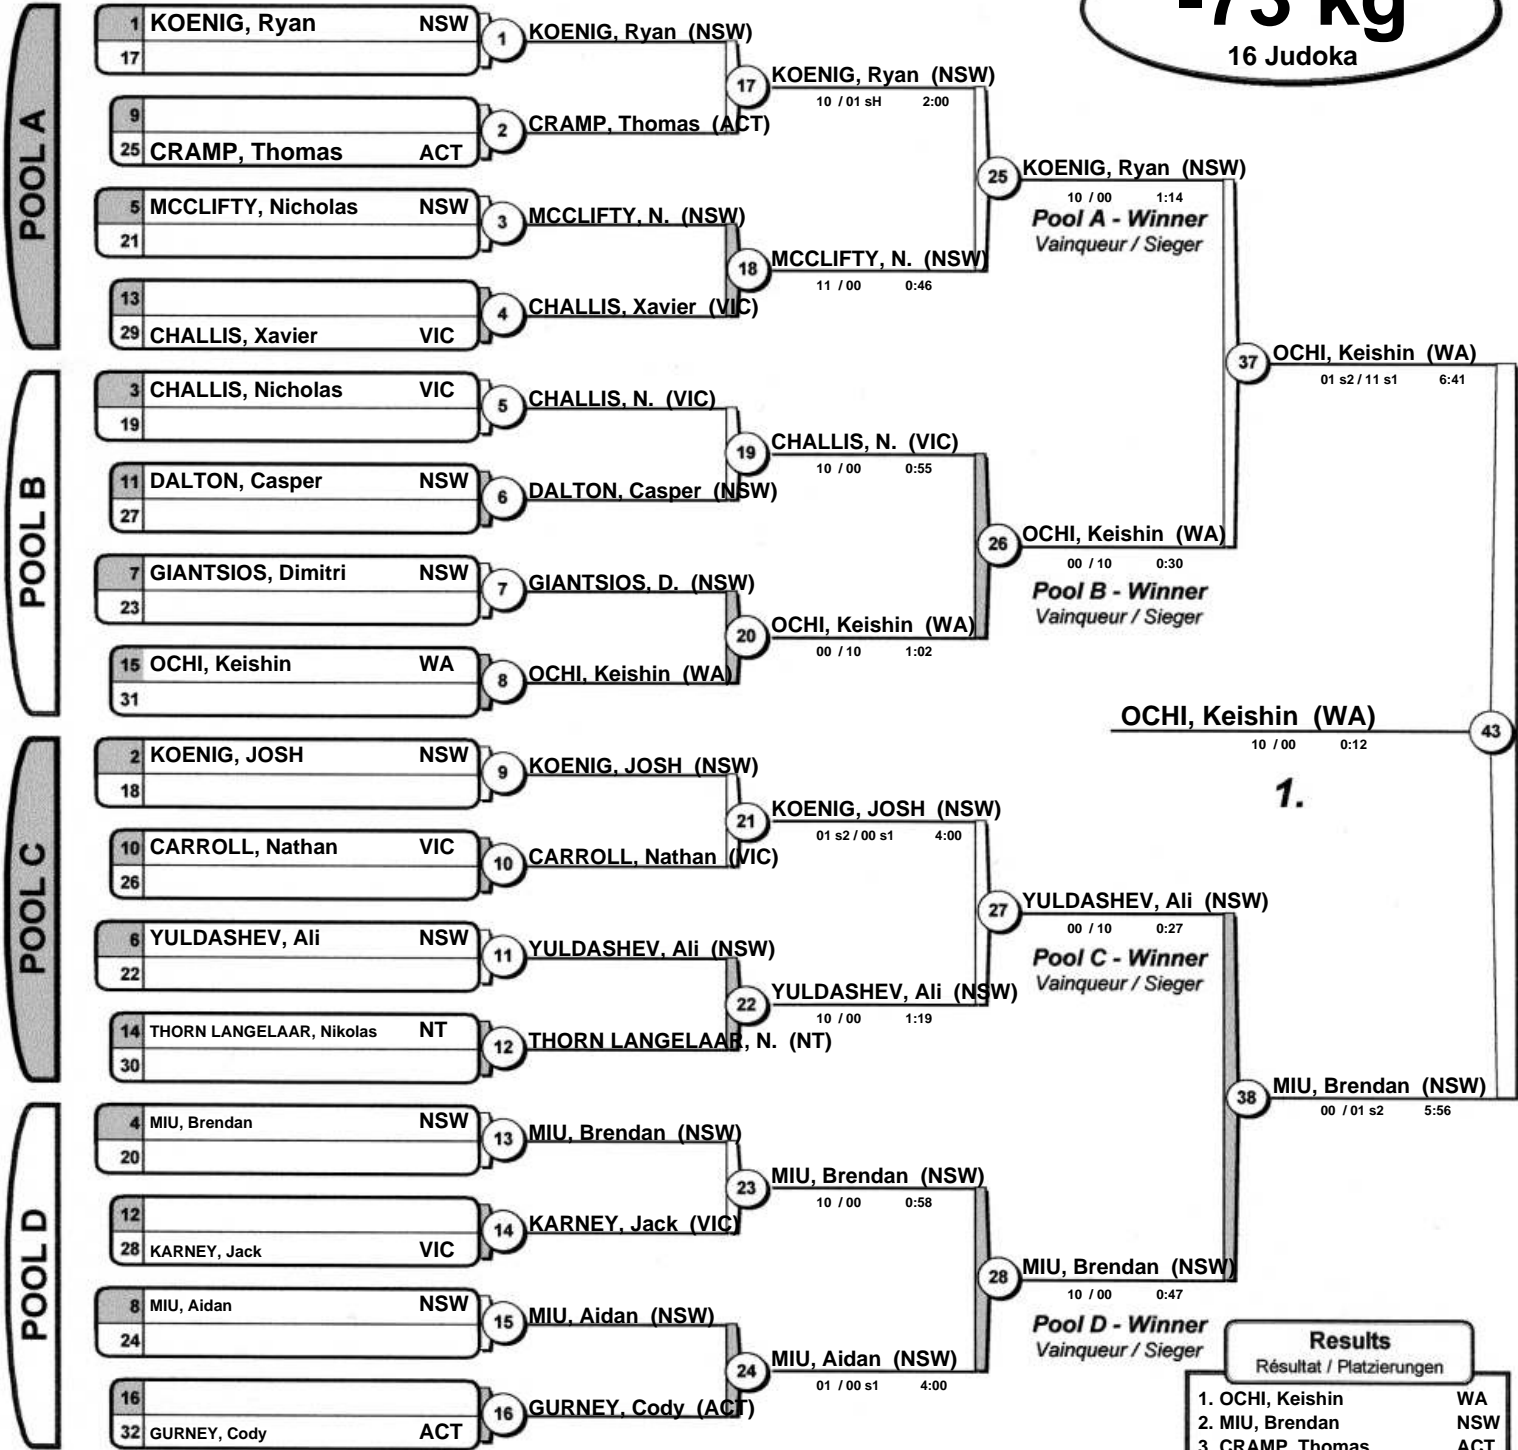 -73 kg
16 Judoka
POOL A
1 KOENIG, Ryan NSW
17
9
25 CRAMP, Thomas ACT
5 MCCLIFTY, Nicholas NSW
21
13
29 CHALLIS, Xavier VIC
POOL B
3 CHALLIS, Nicholas VIC
19
11 DALTON, Casper NSW
27
7 GIANTSIOS, Dimitri NSW
23
15 OCHI, Keishin WA
31
POOL C
2 KOENIG, JOSH NSW
18
10 CARROLL, Nathan VIC
26
6 YULDASHEV, Ali NSW
22
14 THORN LANGELAAR, Nikolas NT
30
POOL D
4 MIU, Brendan NSW
20
12
28 KARNEY, Jack VIC
8 MIU, Aidan NSW
24
16
32 GURNEY, Cody ACT
1 KOENIG, Ryan (NSW)
2 CRAMP, Thomas (ACT)
3 MCCLIFTY, N. (NSW)
4 CHALLIS, Xavier (VIC)
5 CHALLIS, N. (VIC)
6 DALTON, Casper (NSW)
7 GIANTSIOS, D. (NSW)
8 OCHI, Keishin (WA)
9 KOENIG, JOSH (NSW)
10 CARROLL, Nathan (VIC)
11 YULDASHEV, Ali (NSW)
12 THORN LANGELAAR, N. (NT)
13 MIU, Brendan (NSW)
14 KARNEY, Jack (VIC)
15 MIU, Aidan (NSW)
16 GURNEY, Cody (ACT)
17 KOENIG, Ryan (NSW)
10 / 01 sH 2:00
18 MCCLIFTY, N. (NSW)
11 / 00 0:46
19 CHALLIS, N. (VIC)
10 / 00 0:55
20 OCHI, Keishin (WA)
00 / 10 1:02
21 KOENIG, JOSH (NSW)
01 s2 / 00 s1 4:00
22 YULDASHEV, Ali (NSW)
10 / 00 1:19
23 MIU, Brendan (NSW)
10 / 00 0:58
24 MIU, Aidan (NSW)
01 / 00 s1 4:00
25 KOENIG, Ryan (NSW)
10 / 00 1:14
Pool A - Winner
Vainqueur / Sieger
26 OCHI, Keishin (WA)
00 / 10 0:30
Pool B - Winner
Vainqueur / Sieger
27 YULDASHEV, Ali (NSW)
00 / 10 0:27
Pool C - Winner
Vainqueur / Sieger
28 MIU, Brendan (NSW)
10 / 00 0:47
Pool D - Winner
Vainqueur / Sieger
37 OCHI, Keishin (WA)
01 s2 / 11 s1 6:41
38 MIU, Brendan (NSW)
00 / 01 s2 5:56
OCHI, Keishin (WA) 43
10 / 00 0:12
1.
Results
Résultat / Platzierungen
1. OCHI, Keishin WA
2. MIU, Brendan NSW
3. CRAMP, Thomas ACT